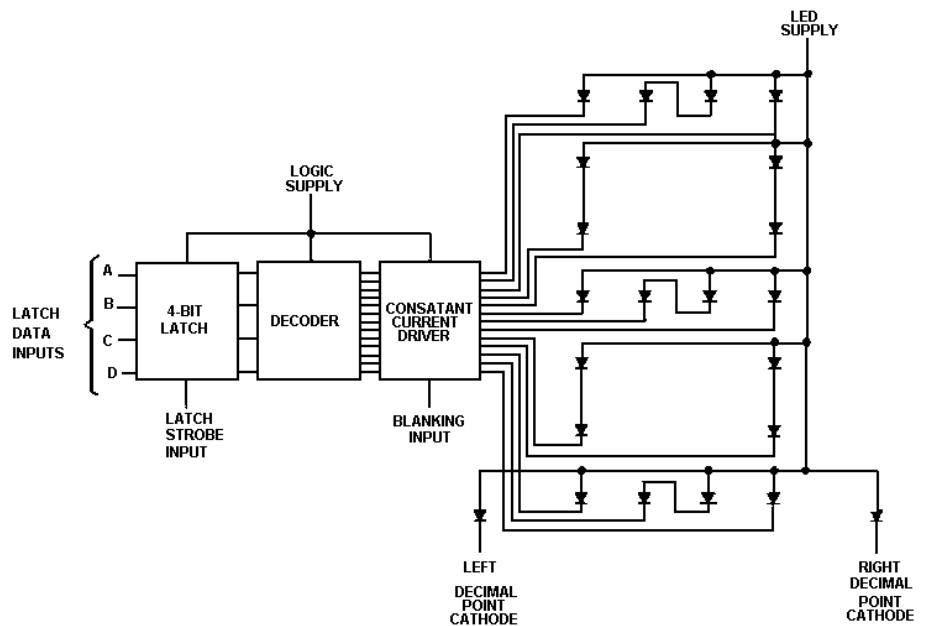 LED
SUPPLY
LOGIC
SUPPLY
LATCH
DATA
INPUTS
A
B
C
D
4-BIT
LATCH
DECODER
CONSATANT
CURRENT
DRIVER
LATCH
STROBE
INPUT
BLANKING
INPUT
LEFT
DECIMAL
POINT
CATHODE
RIGHT
DECIMAL
POINT
CATHODE